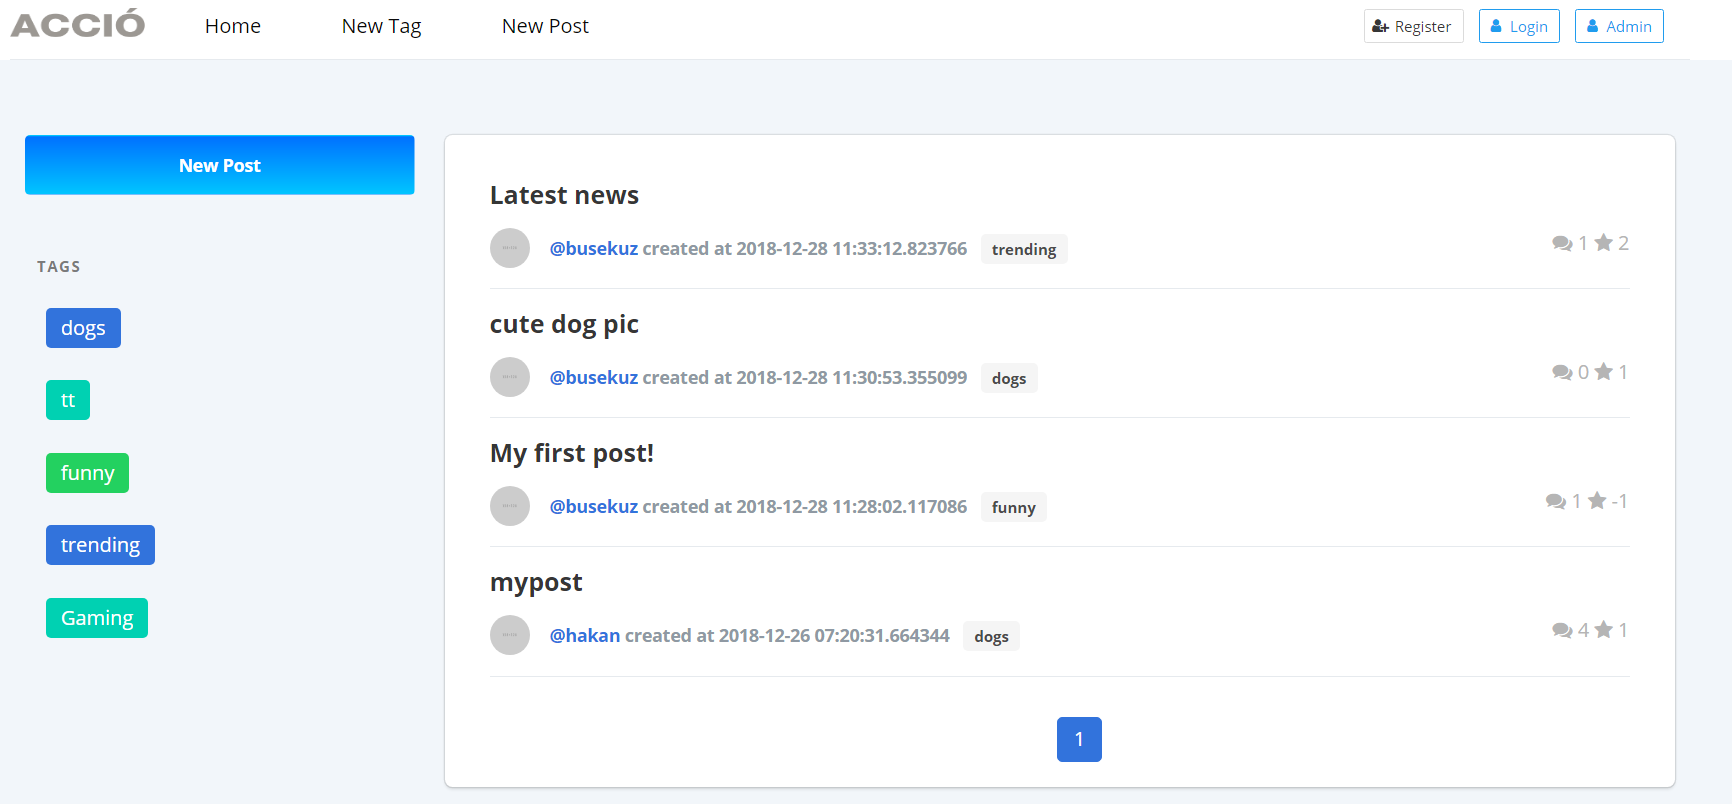 ACCIÓ Home New Tag New Post Register Login Admin
New Post
TAGS
dogs
tt
funny
trending
Gaming
Latest news
@busekuz created at 2018-12-28 11:33:12.823766 trending 1 2
cute dog pic
@busekuz created at 2018-12-28 11:30:53.355099 dogs 0 1
My first post!
@busekuz created at 2018-12-28 11:28:02.117086 funny 1 -1
mypost
@hakan created at 2018-12-26 07:20:31.664344 dogs 4 1
1